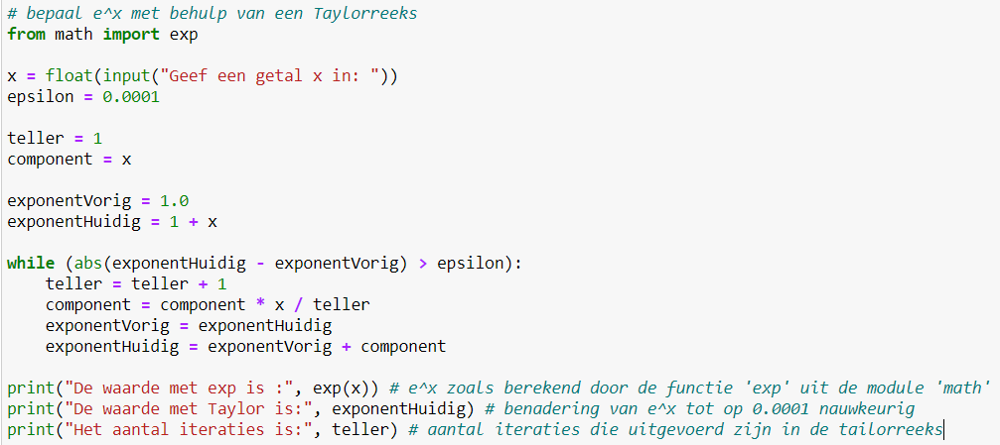 # bepaal e^x met behulp van een Taylorreeks
from math import exp
x = float(input("Geef een getal x in: "))
epsilon = 0.0001
teller = 1
component = x
exponentVorig = 1.0
exponentHuidig = 1 + x
while (abs(exponentHuidig - exponentVorig) > epsilon):
    teller = teller + 1
    component = component * x / teller
    exponentVorig = exponentHuidig
    exponentHuidig = exponentVorig + component
print("De waarde met exp is :", exp(x)) # e^x zoals berekend door de functie 'exp' uit de module 'math'
print("De waarde met Taylor is:", exponentHuidig) # benadering van e^x tot op 0.0001 nauwkeurig
print("Het aantal iteraties is:", teller) # aantal iteraties die uitgevoerd zijn in de tailorreeks